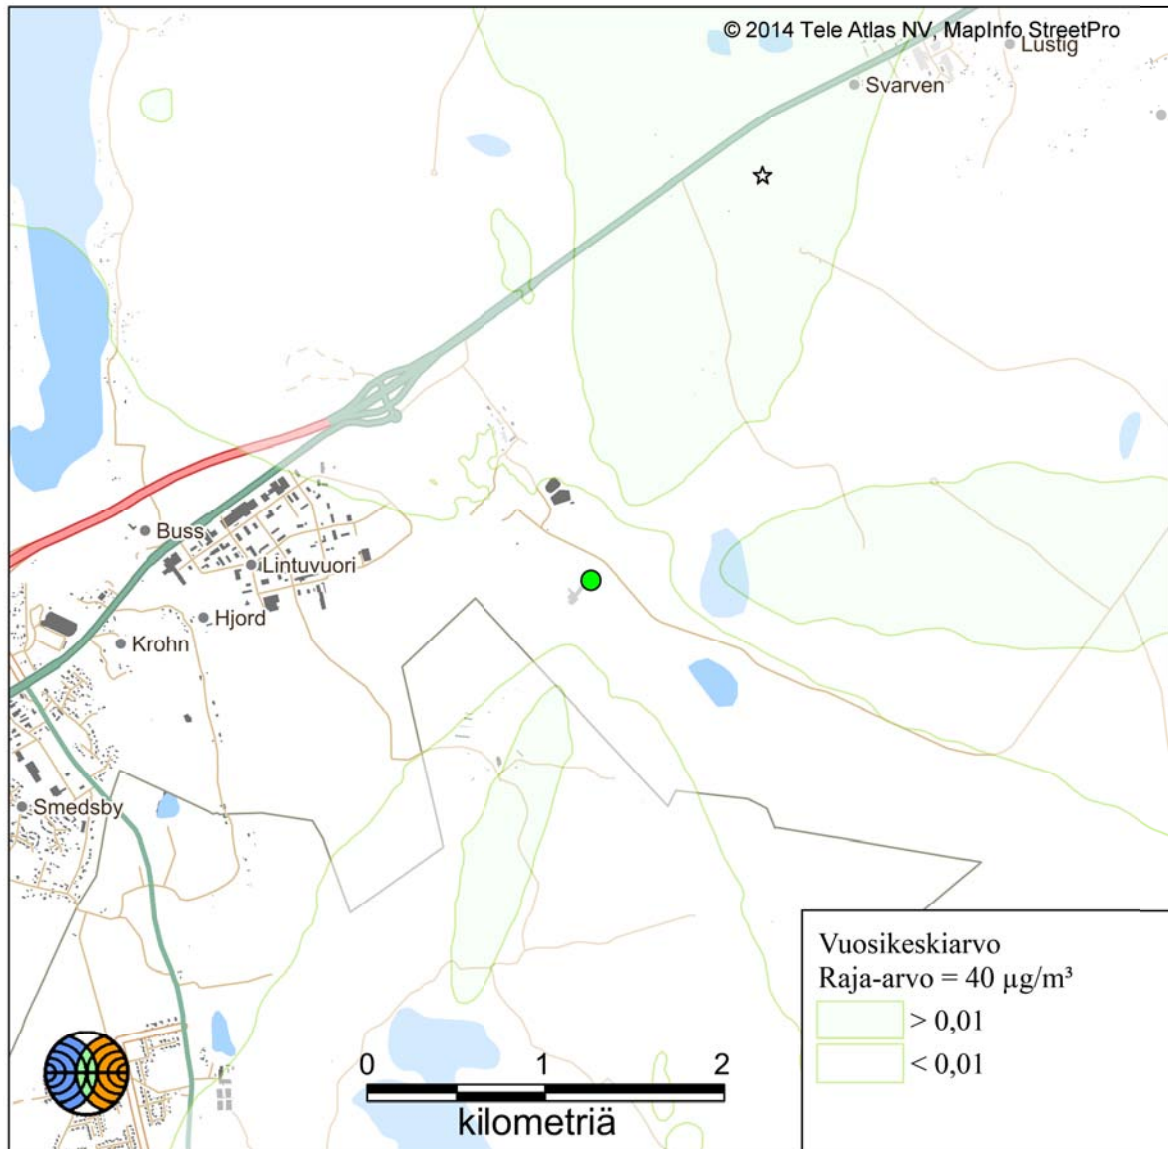 © 2014 Tele Atlas NV, MapInfo StreetPro
Lustig
Svarven
Buss
Lintuvuori
Hjord
Krohn
Smedsby
Vuosikeskiarvo
Raja-arvo = 40 µg/m³
> 0,01
< 0,01
0 1 2
kilometriä